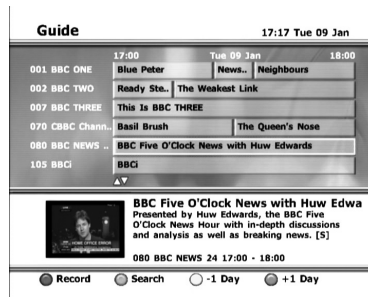 Guide 17:17 Tue 09 Jan
17:00 Tue 09 Jan 18:00
001 BBC ONE Blue Peter News.. Neighbours
002 BBC TWO Ready Ste.. The Weakest Link
007 BBC THREE This Is BBC THREE
070 CBBC Chann.. Basil Brush The Queen's Nose
080 BBC NEWS .. BBC Five O'Clock News with Huw Edwards
105 BBCi BBCi
BBC Five O'Clock News with Huw Edwa
Presented by Huw Edwards, the BBC Five
O'Clock News Hour with in-depth discussions
and analysis as well as breaking news. [S]
HOME OFFICE ERROR
080 BBC NEWS 24 17:00 - 18:00
Record Search -1 Day +1 Day